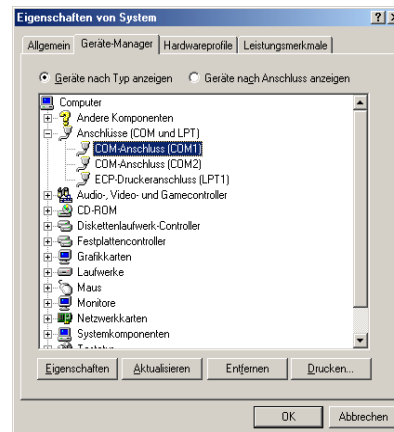 Eigenschaften von System
Allgemein Geräte-Manager Hardwareprofile Leistungsmerkmale
Geräte nach Typ anzeigen Geräte nach Anschluss anzeigen
Computer
Andere Komponenten
Anschlüsse (COM und LPT)
COM-Anschluss (COM1)
COM-Anschluss (COM2)
ECP-Druckeranschluss (LPT1)
Audio-, Video- und Gamecontroller
CD-ROM
Diskettenlaufwerk-Controller
Festplattencontroller
Grafikkarten
Laufwerke
Maus
Monitore
Netzwerkkarten
Systemkomponenten
Eigenschaften Aktualisieren Entfernen Drucken...
OK Abbrechen